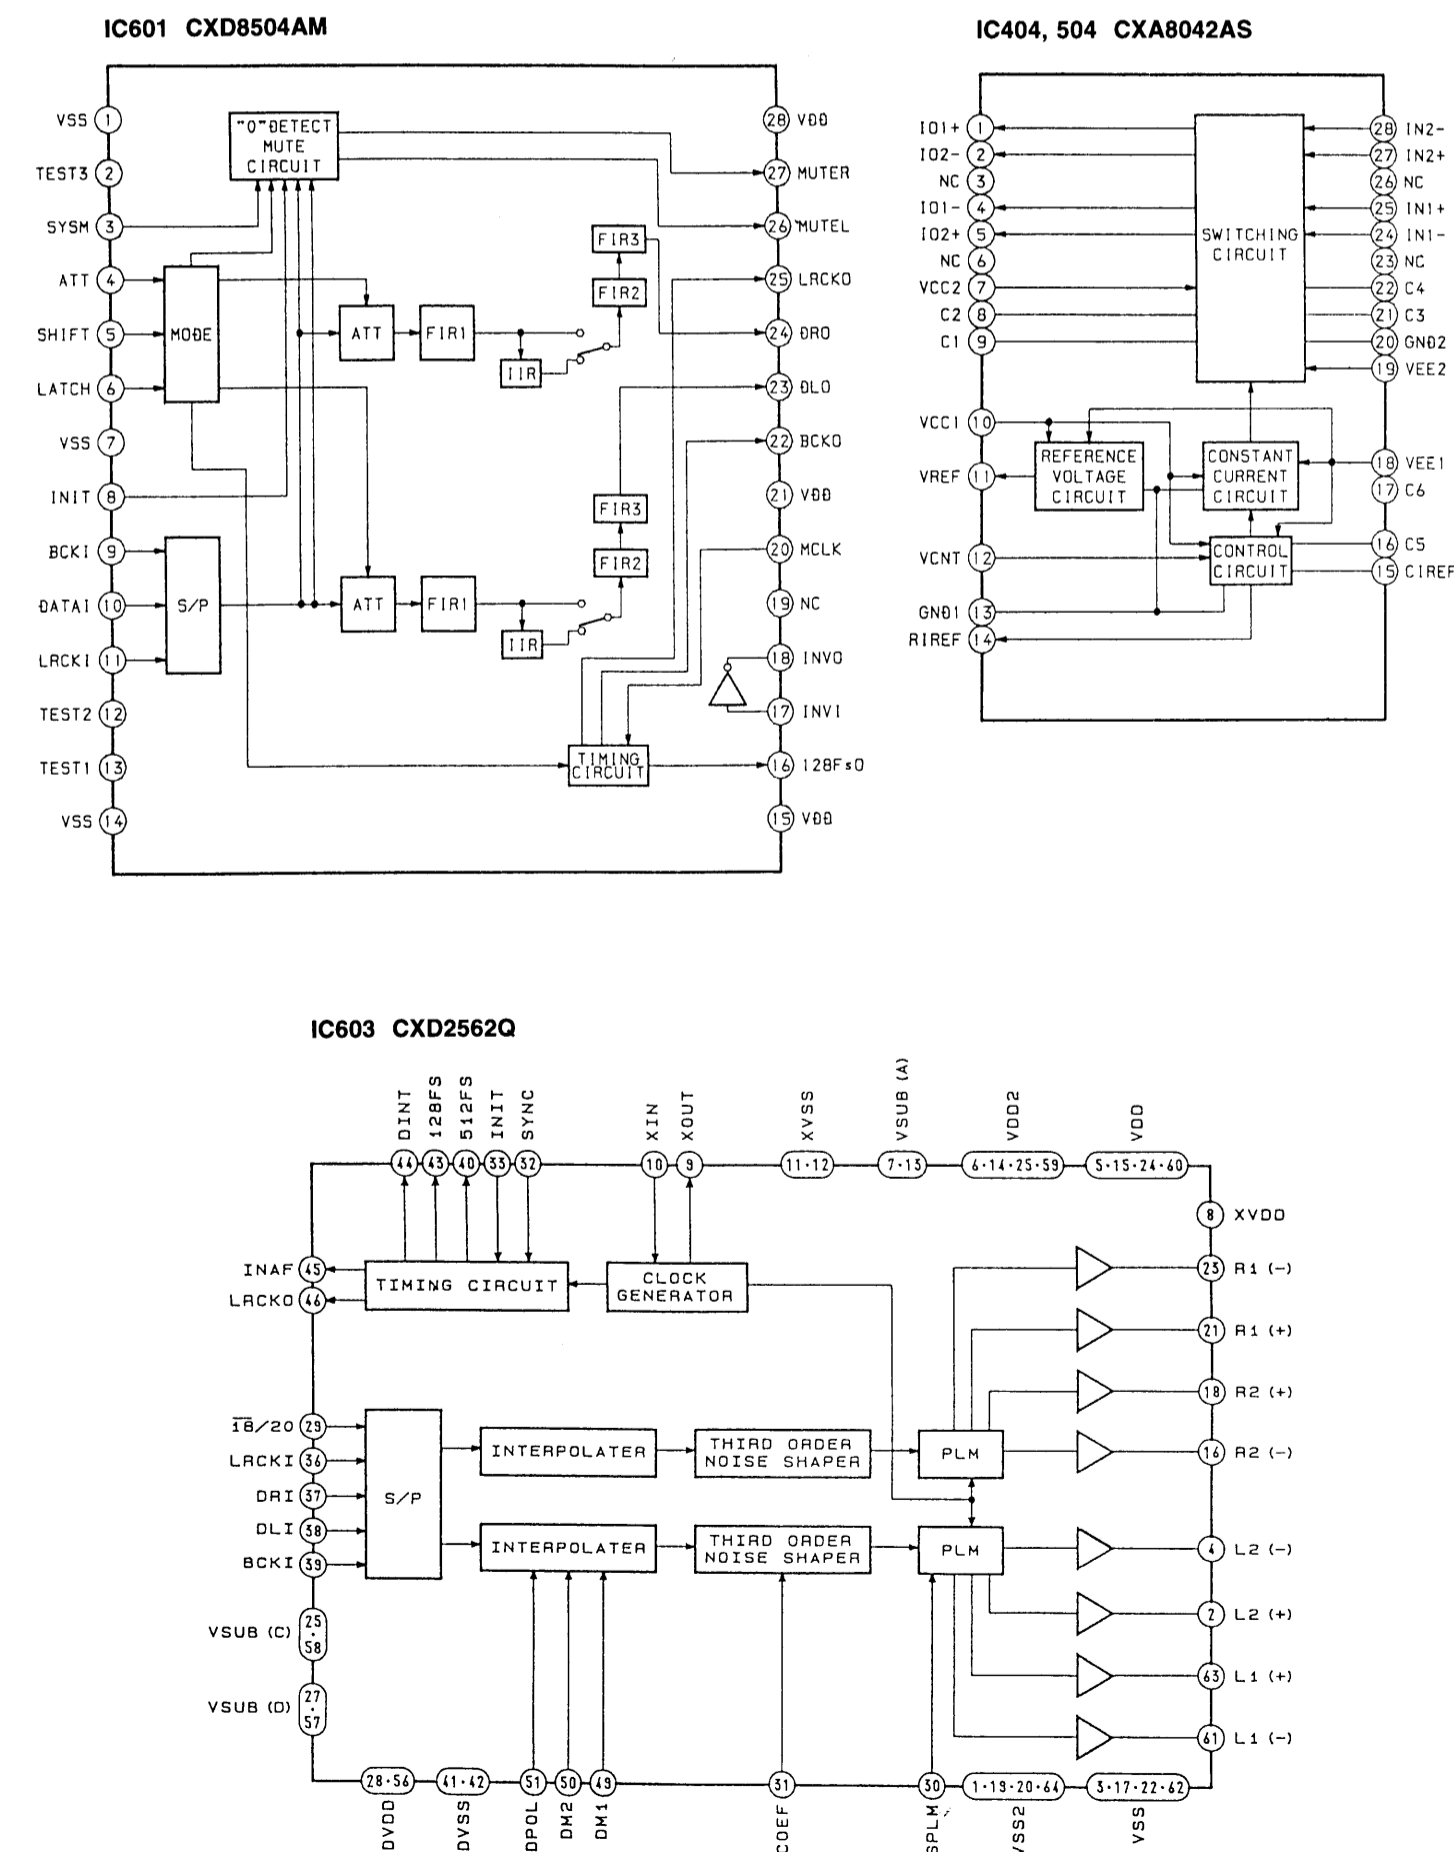 IC601 CXD8504AM
VSS 1
TEST3 2
SYSM 3
ATT 4
SHIFT 5
LATCH 6
VSS 7
INIT 8
BCKI 9
DATAI 10
LRCKI 11
TEST2 12
TEST1 13
VSS 14
"0"DETECT
MUTE
CIRCUIT
MODE
S/P
ATT
FIR1
IIR
FIR3
FIR2
ATT
FIR1
IIR
FIR3
FIR2
TIMING
CIRCUIT
28 VDD
27 MUTER
26 MUTEL
25 LRCKO
24 DRO
23 DLO
22 BCKO
21 VDD
20 MCLK
19 NC
18 INVO
17 INVI
16 128FsO
15 VDD
IC404, 504 CXA8042AS
IO1+ 1
IO2- 2
NC 3
IO1- 4
IO2+ 5
NC 6
VCC2 7
C2 8
C1 9
VCC1 10
VREF 11
VCNT 12
GND1 13
RIREF 14
SWITCHING
CIRCUIT
REFERENCE
VOLTAGE
CIRCUIT
CONSTANT
CURRENT
CIRCUIT
CONTROL
CIRCUIT
28 IN2-
27 IN2+
26 NC
25 IN1+
24 IN1-
23 NC
22 C4
21 C3
20 GND2
19 VEE2
18 VEE1
17 C6
16 C5
15 CIREF
IC603 CXD2562Q
DINT
128FS
512FS
INIT
SYNC
XIN
XOUT
XVSS
VSUB (A)
VDD2
VDD
44
43
40
33
32
10
9
11·12
7·13
6·14·25·59
5·15·24·60
INAF 45
LRCKO 46
TIMING CIRCUIT
CLOCK
GENERATOR
8 XVDD
23 R1 (-)
21 R1 (+)
18 R2 (+)
16 R2 (-)
18/20 29
LRCKI 36
DRI 37
DLI 38
BCKI 39
S/P
INTERPOLATER
THIRD ORDER
NOISE SHAPER
PLM
INTERPOLATER
THIRD ORDER
NOISE SHAPER
PLM
4 L2 (-)
2 L2 (+)
63 L1 (+)
61 L1 (-)
VSUB (C) 25·58
VSUB (D) 27·57
28·56
41·42
51
50
49
31
30
1·19·20·64
3·17·22·62
DVDD
DVSS
DPOL
DM2
DM1
COEF
SPLM
VSS2
VSS